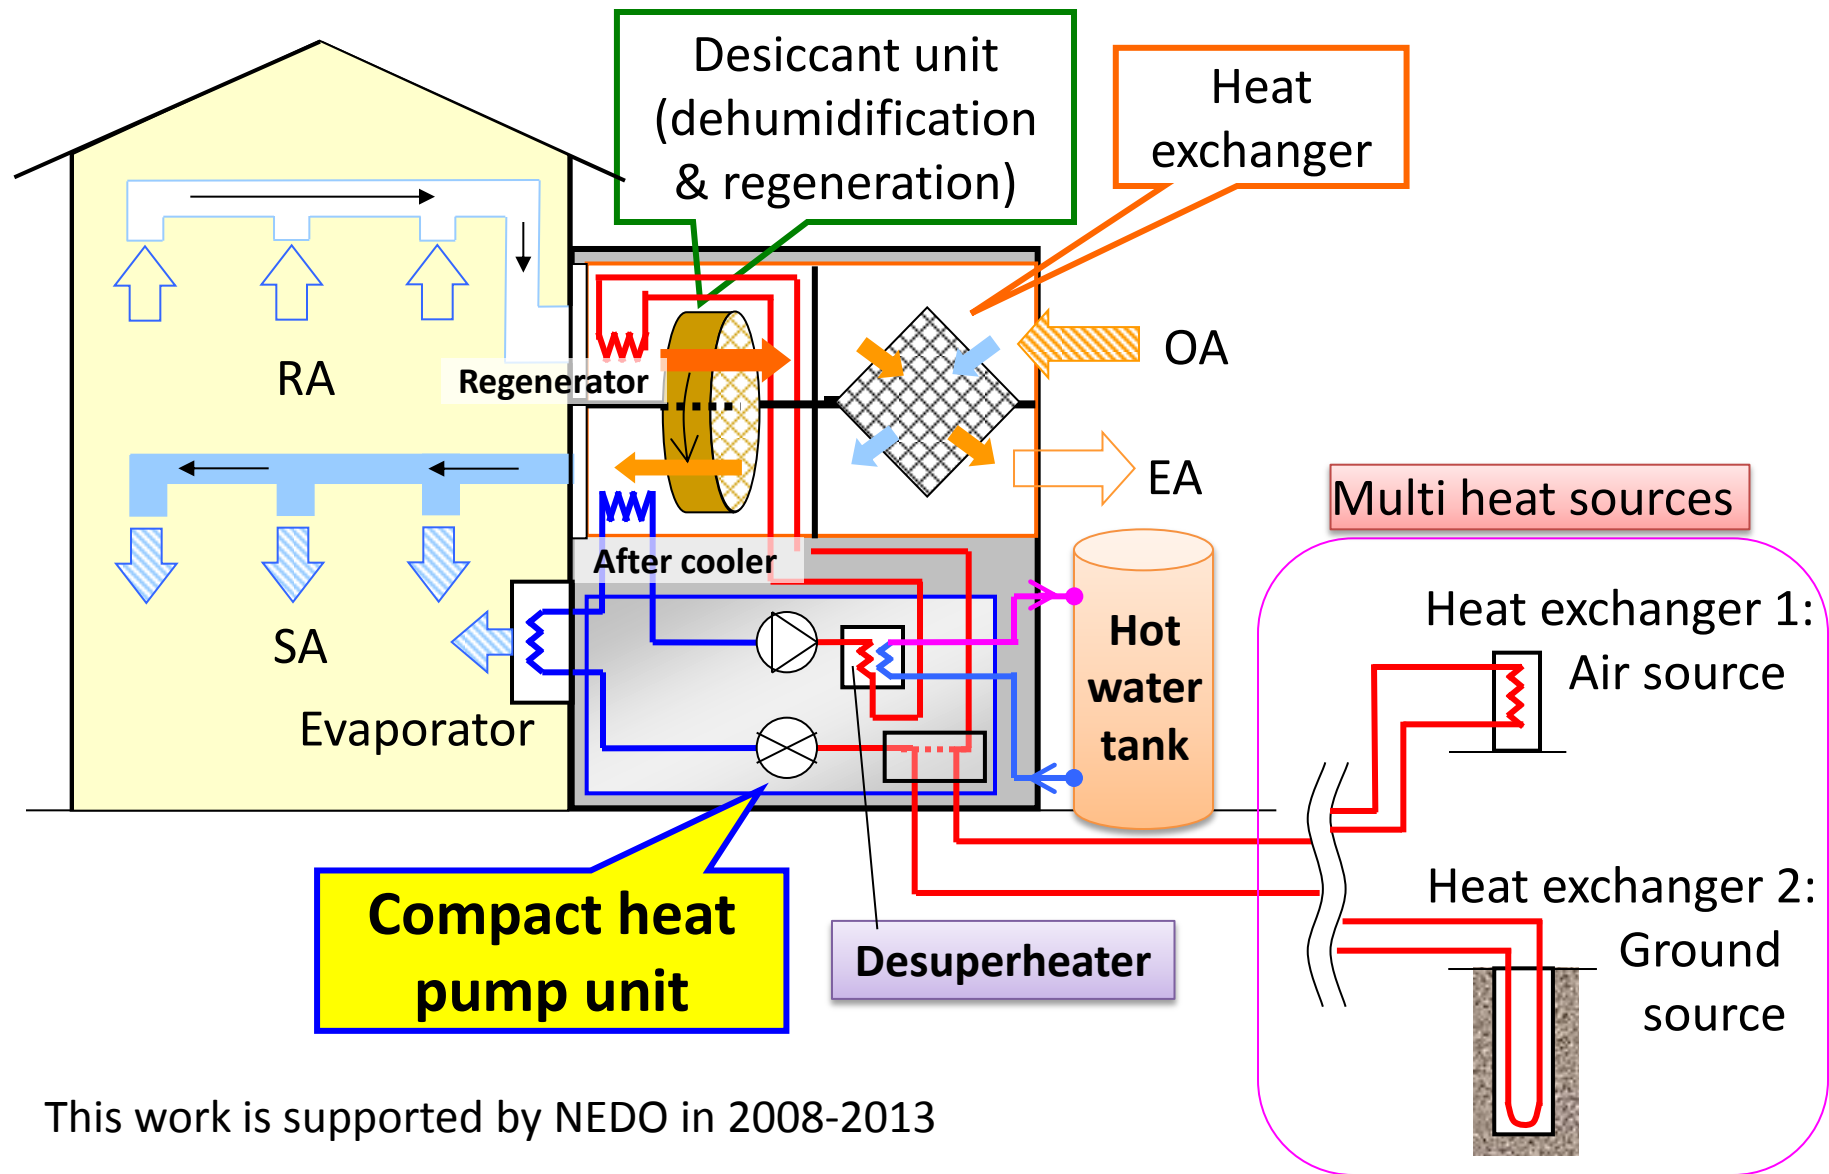 Desiccant unit
(dehumidification
& regeneration)
Heat
exchanger
OA
RA
Regenerator
EA
Multi heat sources
After cooler
Heat exchanger 1:
Air source
SA
Hot
water
tank
Evaporator
Compact heat
pump unit
Desuperheater
Heat exchanger 2:
Ground
source
This work is supported by NEDO in 2008-2013